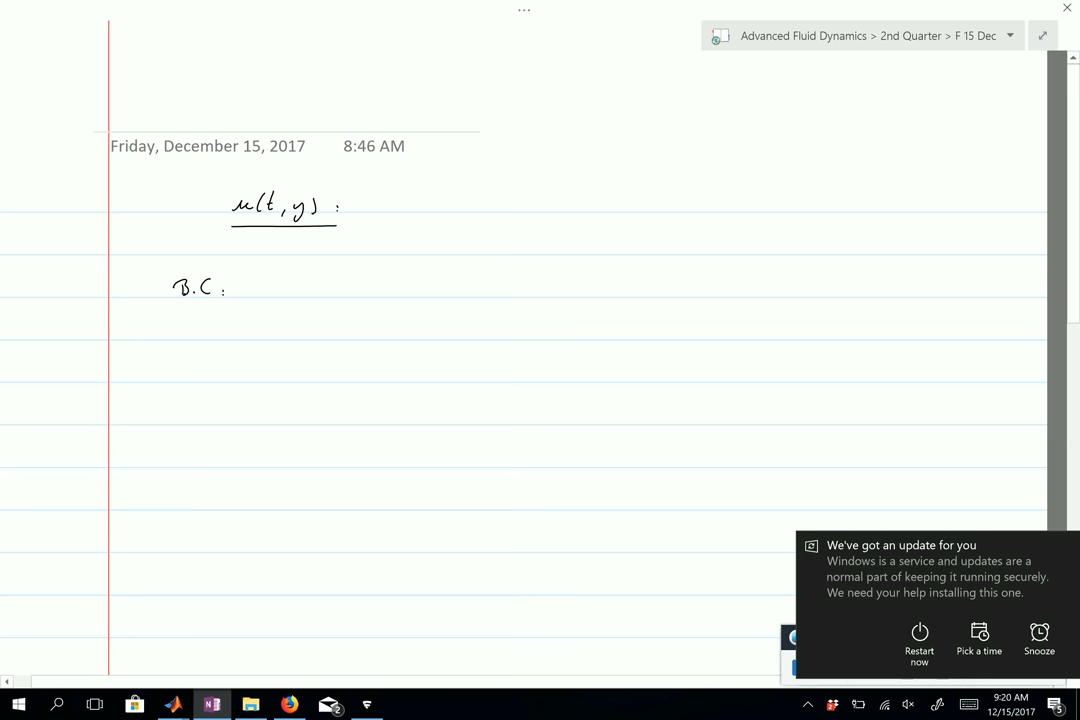 Advanced Fluid Dynamics > 2nd Quarter > F 15 Dec
Friday, December 15, 2017 8:46 AM
u(t, y) :
B.C :
We've got an update for you
Windows is a service and updates are a
normal part of keeping it running securely.
We need your help installing this one.
Restart now
Pick a time
Snooze
2
9:20 AM
12/15/2017
5